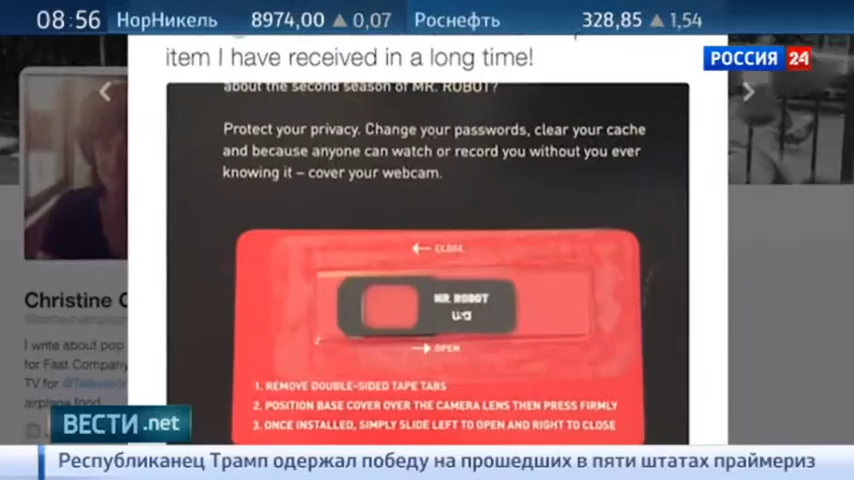 08:56 НорНикель 8974,00 ▲ 0,07 Роснефть 328,85 ▲ 1,54
item I have received in a long time!
РОССИЯ 24
about the second season of MR. ROBOT?
Protect your privacy. Change your passwords, clear your cache
and because anyone can watch or record you without you ever
knowing it – cover your webcam.
← CLOSE
MR. ROBOT
USA
→ OPEN
1. REMOVE DOUBLE-SIDED TAPE TABS
2. POSITION BASE COVER OVER THE CAMERA LENS THEN PRESS FIRMLY
3. ONCE INSTALLED, SIMPLY SLIDE LEFT TO OPEN AND RIGHT TO CLOSE
Christine
I write about pop
for Fast Company
TV for
airplane food
ВЕСТИ.net
Республиканец Трамп одержал победу на прошедших в пяти штатах праймериз